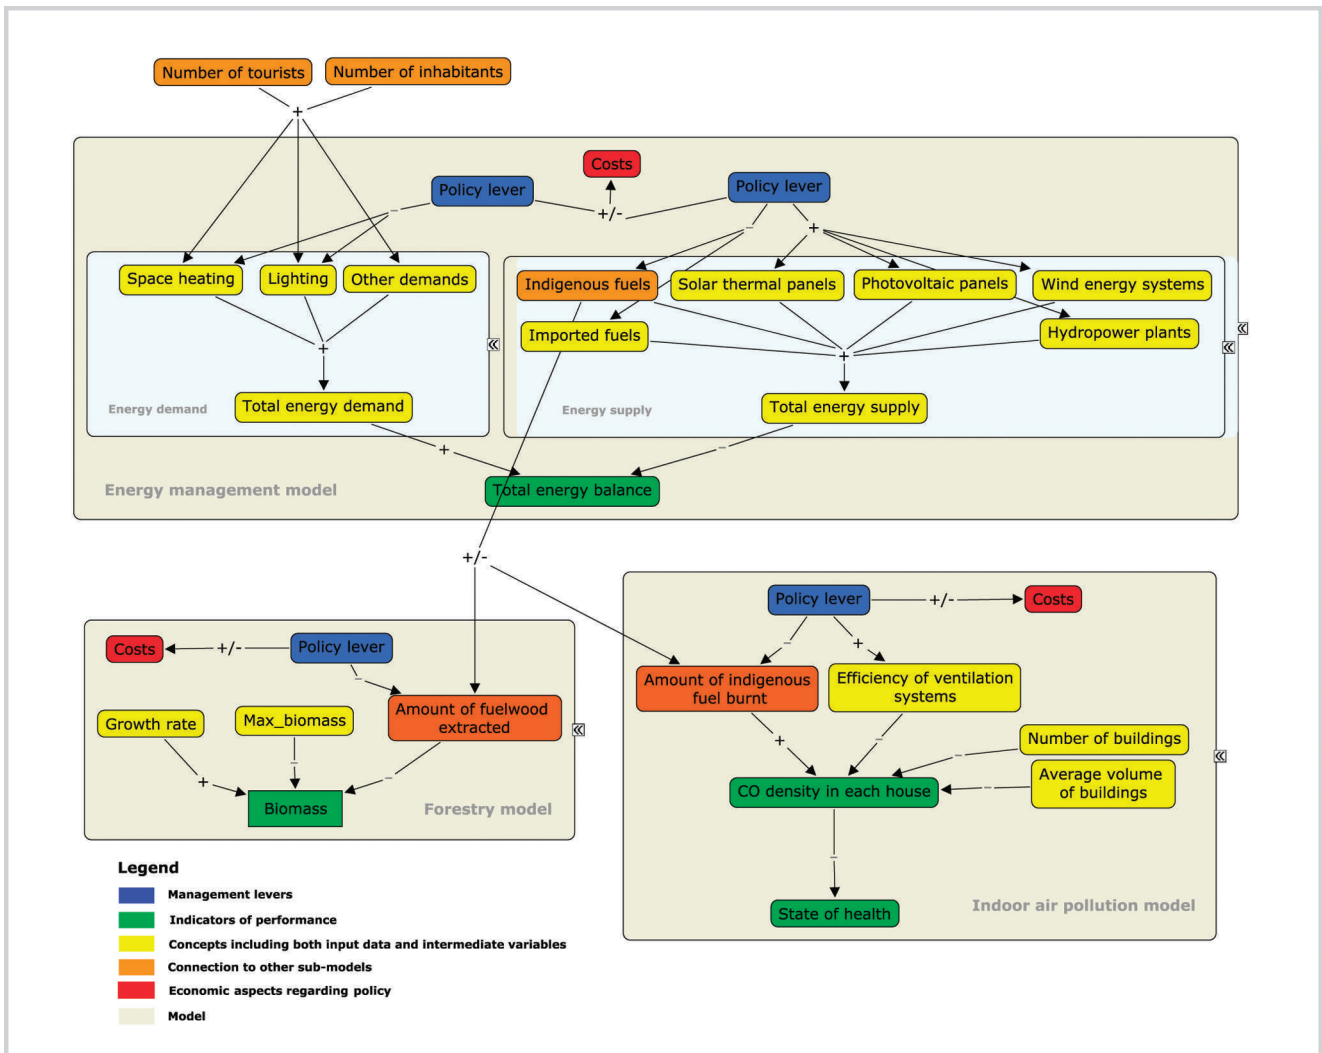 Number of tourists
Number of inhabitants
+
Costs
Policy lever
Policy lever
–
+/-
–
+
Space heating
Lighting
Other demands
Indigenous fuels
Solar thermal panels
Photovoltaic panels
Wind energy systems
Imported fuels
Hydropower plants
+
+
Energy demand
Total energy demand
Energy supply
Total energy supply
+
–
Energy management model
Total energy balance
+/-
Policy lever
+/-
Costs
Costs
+/-
Policy lever
–
–
+
Amount of indigenous
fuel burnt
Efficiency of ventilation
systems
Growth rate
Max_biomass
Amount of fuelwood
extracted
+
–
–
+
–
–
Number of buildings
Biomass
Forestry model
CO density in each house
–
Average volume
of buildings
–
State of health
Indoor air pollution model
Legend
Management levers
Indicators of performance
Concepts including both input data and intermediate variables
Connection to other sub-models
Economic aspects regarding policy
Model